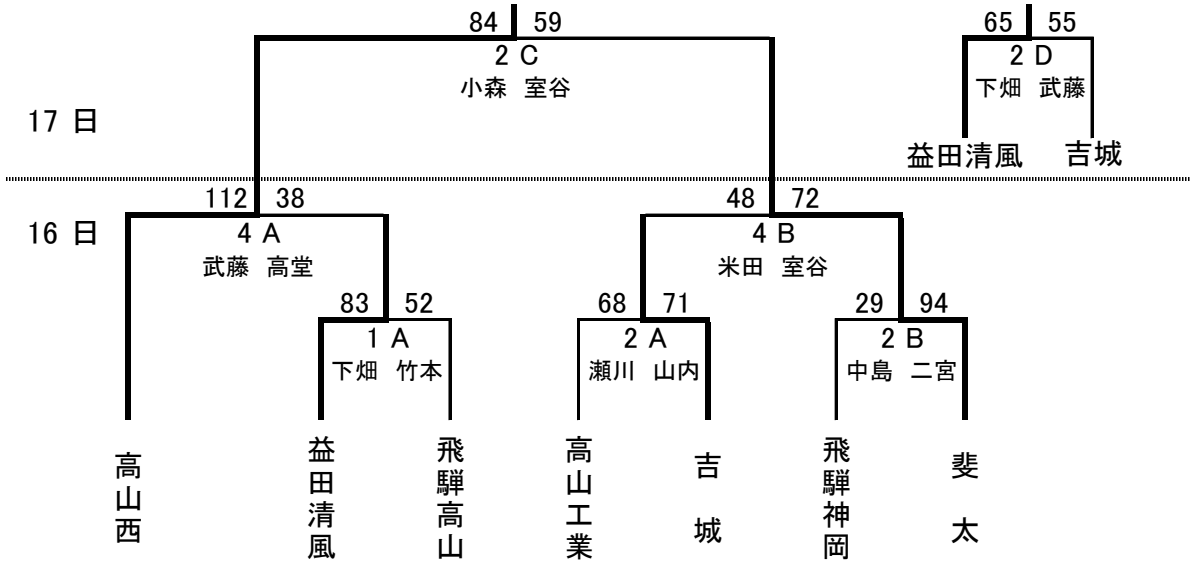 84 59
2 C
小森 室谷
65 55
2 D
下畑 武藤
17 日
益田清風 吉城
112 38
4 A
武藤 高堂
48 72
4 B
米田 室谷
16 日
83 52
1 A
下畑 竹本
68 71
2 A
瀬川 山内
29 94
2 B
中島 二宮
高山西
益田清風
飛騨高山
高山工業
吉城
飛騨神岡
斐太